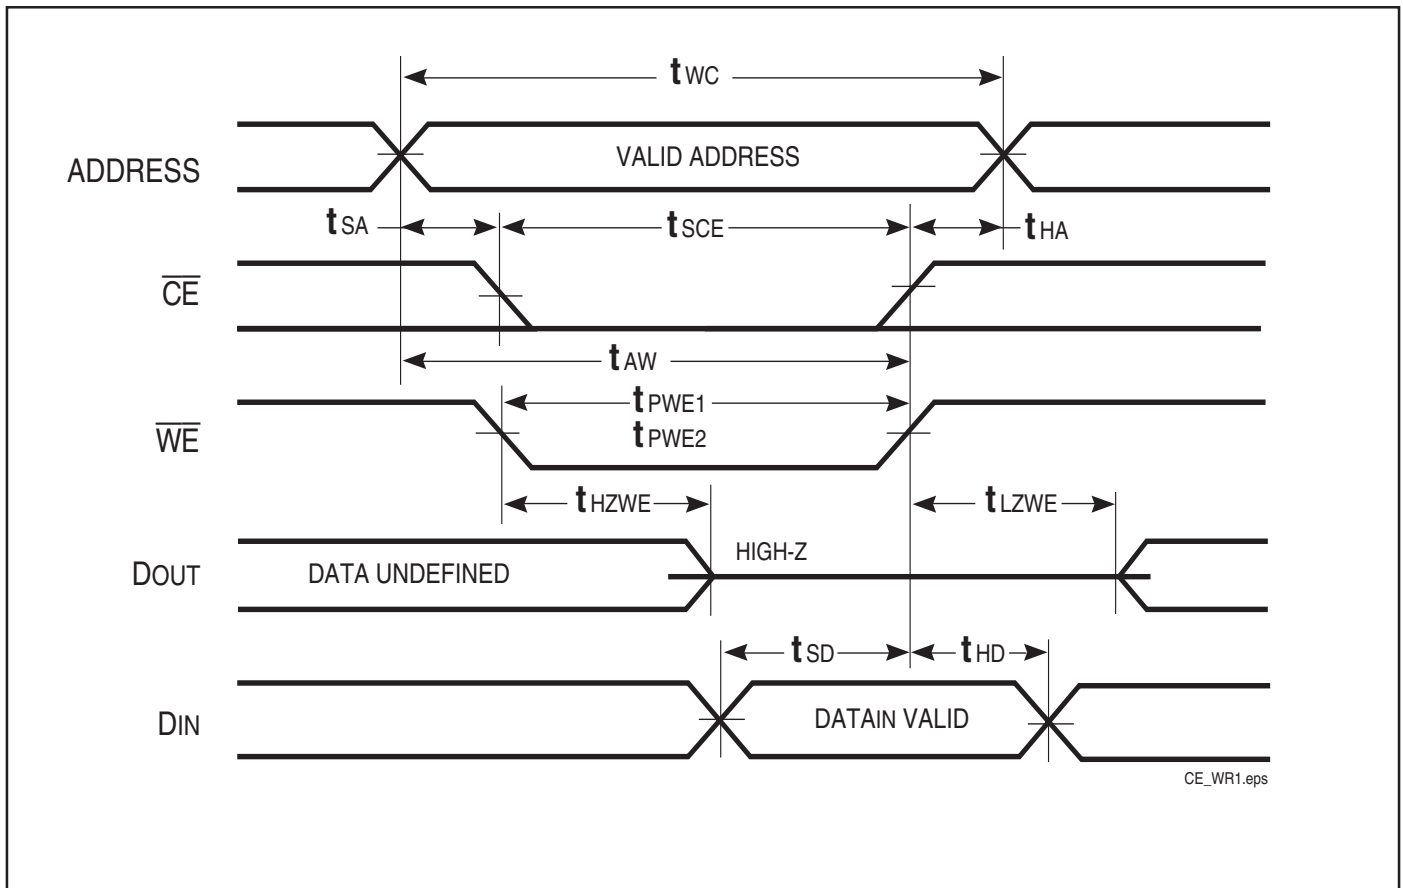 tWC
ADDRESS
VALID ADDRESS
tSA
tSCE
tHA
CE
tAW
tPWE1
WE
tPWE2
tHZWE
tLZWE
DOUT
DATA UNDEFINED
HIGH-Z
tSD
tHD
DIN
DATAIN VALID
CE_WR1.eps